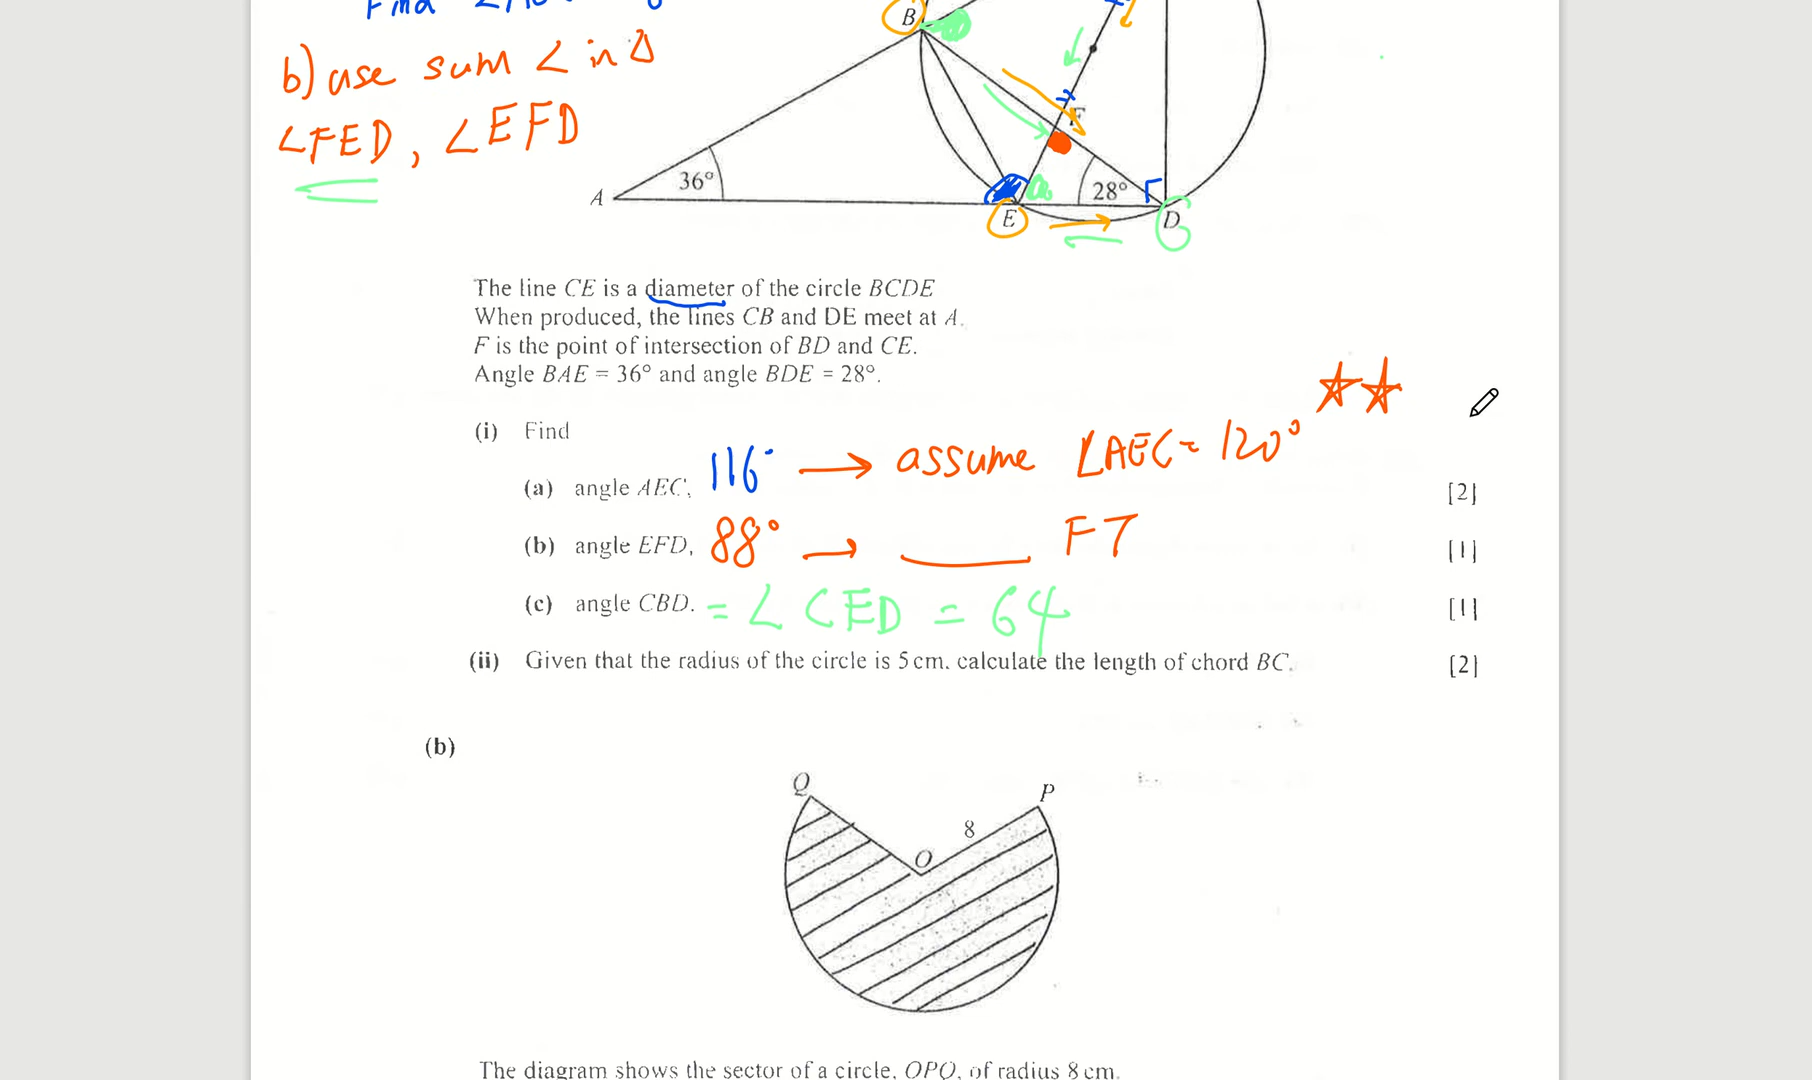 Find
b) use sum ∠ in Δ
∠FED, ∠EFD
B
F
36°
28°
A
E
D
The line CE is a diameter of the circle BCDE
When produced, the lines CB and DE meet at A.
F is the point of intersection of BD and CE.
Angle BAE = 36° and angle BDE = 28°.
(i) Find
(a) angle AEC, 116° → assume ∠AEC = 120° [2]
(b) angle EFD, 88° → ____ FT [1]
(c) angle CBD. = ∠CED = 64 [1]
(ii) Given that the radius of the circle is 5 cm. calculate the length of chord BC. [2]
(b)
Q
P
8
O
The diagram shows the sector of a circle, OPQ, of radius 8 cm.